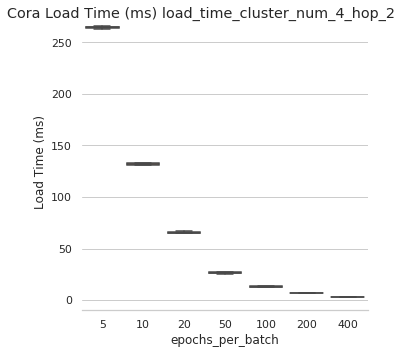 Cora Load Time (ms) load_time_cluster_num_4_hop_2
Load Time (ms)
250
200
150
100
50
0
5 10 20 50 100 200 400
epochs_per_batch